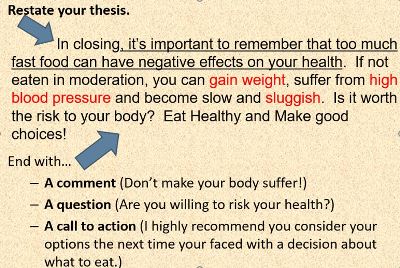 Restate your thesis.
In closing, it's important to remember that too much
fast food can have negative effects on your health. If not
eaten in moderation, you can gain weight, suffer from high
blood pressure and become slow and sluggish. Is it worth
the risk to your body? Eat Healthy and Make good
choices!
End with...
– A comment (Don't make your body suffer!)
– A question (Are you willing to risk your health?)
– A call to action (I highly recommend you consider your
options the next time your faced with a decision about
what to eat.)